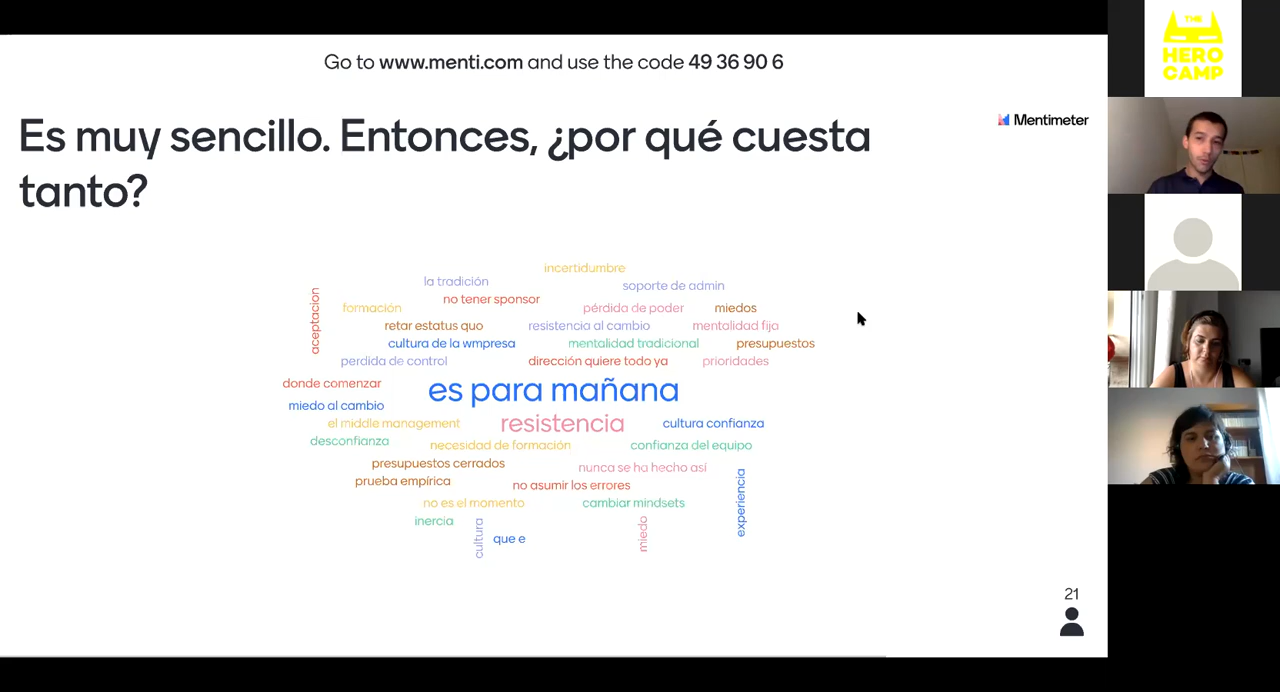 Go to www.menti.com and use the code 49 36 90 6
Es muy sencillo. Entonces, ¿por qué cuesta
tanto?
Mentimeter
incertidumbre
la tradición
soporte de admin
no tener sponsor
aceptacion
formación
pérdida de poder
miedos
retar estatus quo
resistencia al cambio
mentalidad fija
cultura de la wmpresa
mentalidad tradicional
presupuestos
perdida de control
dirección quiere todo ya
prioridades
donde comenzar
es para mañana
miedo al cambio
el middle management
resistencia
cultura confianza
desconfianza
necesidad de formación
confianza del equipo
presupuestos cerrados
nunca se ha hecho así
prueba empírica
no asumir los errores
experiencia
no es el momento
cambiar mindsets
inercia
cultura
que e
miedo
21
THE
HERO
CAMP